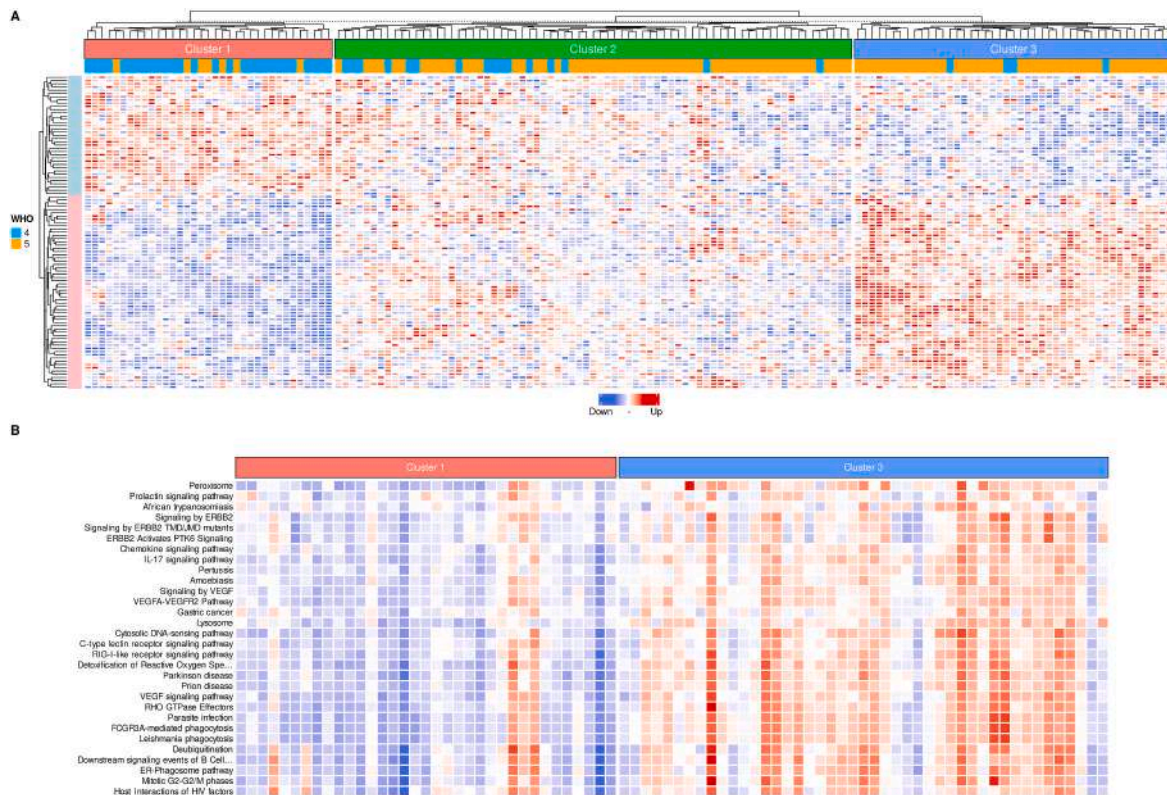 A
Cluster 1
Cluster 2
Cluster 3
WHO
4
5
Down - Up
B
Cluster 1
Cluster 3
Peroxisome
Prolactin signaling pathway
African trypanosomiasis
Signaling by ERBB2
Signaling by ERBB2 TMD/JMD mutants
ERBB2 Activates PTK6 Signaling
Chemokine signaling pathway
IL-17 signaling pathway
Pertussis
Amoebiasis
Signaling by VEGF
VEGFA-VEGFR2 Pathway
Gastric cancer
Lysosome
Cytosolic DNA-sensing pathway
C-type lectin receptor signaling pathway
RIG-I-like receptor signaling pathway
Detoxification of Reactive Oxygen Spe...
Parkinson disease
Prion disease
VEGF signaling pathway
RHO GTPase Effectors
Parasite infection
FCGR3A-mediated phagocytosis
Leishmania phagocytosis
Deubiquitination
Downstream signaling events of B Cell...
ER-Phagosome pathway
Mitotic G2-G2/M phases
Host Interactions of HIV factors